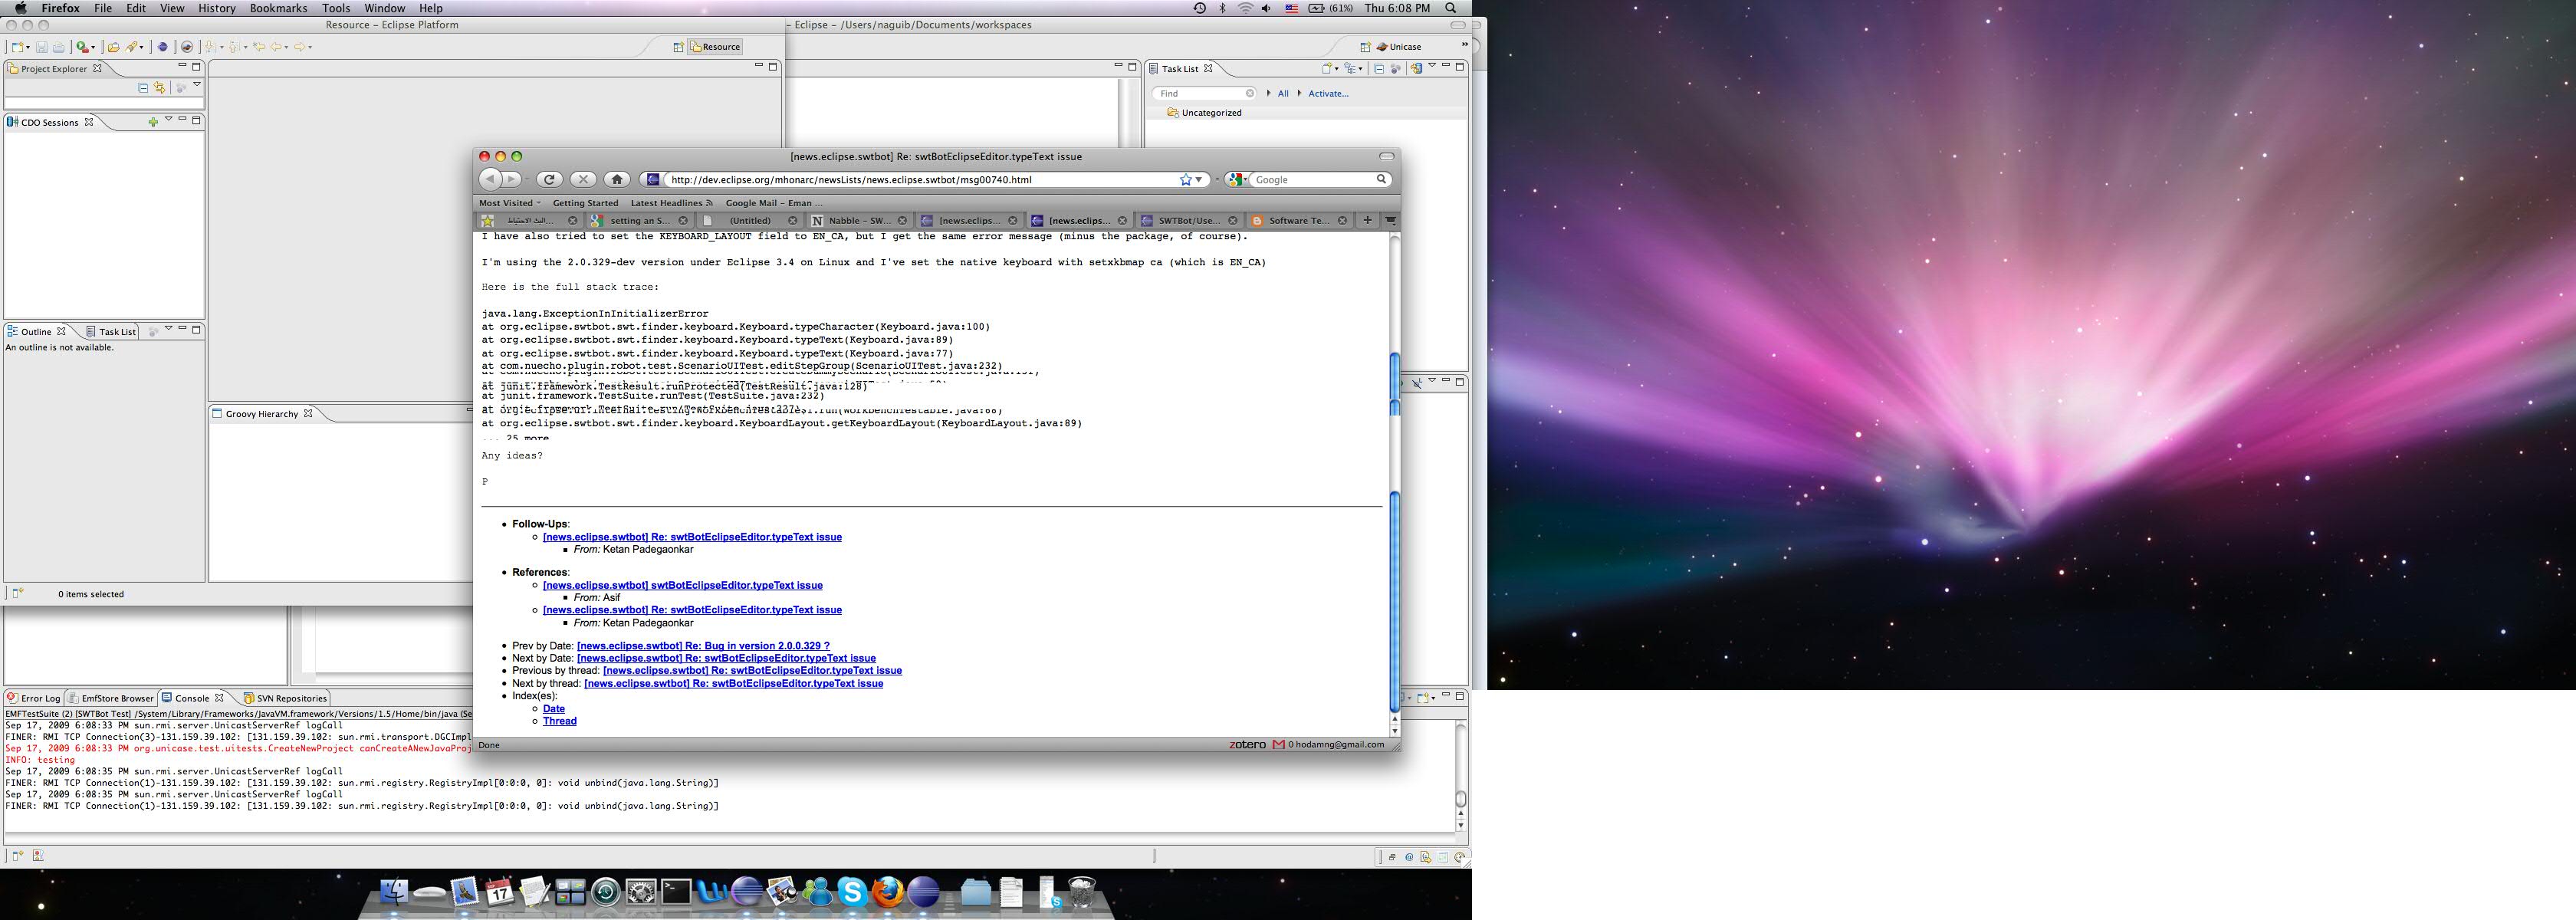 Firefox File Edit View History Bookmarks Tools Window Help
(61%) Thu 6:08 PM
Resource – Eclipse Platform
– Eclipse – /Users/naguib/Documents/workspaces
Resource
Unicase
Project Explorer
Task List
Find
All
Activate...
Uncategorized
CDO Sessions
Outline
Task List
An outline is not available.
Groovy Hierarchy
0 items selected
[news.eclipse.swtbot] Re: swtBotEclipseEditor.typeText issue
http://dev.eclipse.org/mhonarc/newsLists/news.eclipse.swtbot/msg00740.html
Google
Most Visited Getting Started Latest Headlines Google Mail – Eman ...
setting an S... (Untitled) Nabble – SW... [news.eclips... [news.eclips... SWTBot/Use... Software Te...
I have also tried to set the KEYBOARD_LAYOUT field to EN_CA, but I get the same error message (minus the package, of course).
I'm using the 2.0.329-dev version under Eclipse 3.4 on Linux and I've set the native keyboard with setxkbmap ca (which is EN_CA)
Here is the full stack trace:
java.lang.ExceptionInInitializerError
at org.eclipse.swtbot.swt.finder.keyboard.Keyboard.typeCharacter(Keyboard.java:100)
at org.eclipse.swtbot.swt.finder.keyboard.Keyboard.typeText(Keyboard.java:89)
at org.eclipse.swtbot.swt.finder.keyboard.Keyboard.typeText(Keyboard.java:77)
at com.nuecho.plugin.robot.test.ScenarioUITest.editStepGroup(ScenarioUITest.java:232)
at junit.framework.TestResult.runProtected(TestResult.java:128)
at junit.framework.TestSuite.runTest(TestSuite.java:232)
at org.eclipse.swtbot.swt.finder.keyboard.KeyboardLayout.getKeyboardLayout(KeyboardLayout.java:89)
... 25 more
Any ideas?
P
Follow-Ups:
[news.eclipse.swtbot] Re: swtBotEclipseEditor.typeText issue
From: Ketan Padegaonkar
References:
[news.eclipse.swtbot] swtBotEclipseEditor.typeText issue
From: Asif
[news.eclipse.swtbot] Re: swtBotEclipseEditor.typeText issue
From: Ketan Padegaonkar
Prev by Date: [news.eclipse.swtbot] Re: Bug in version 2.0.0.329 ?
Next by Date: [news.eclipse.swtbot] Re: swtBotEclipseEditor.typeText issue
Previous by thread: [news.eclipse.swtbot] Re: swtBotEclipseEditor.typeText issue
Next by thread: [news.eclipse.swtbot] Re: swtBotEclipseEditor.typeText issue
Index(es):
Date
Thread
Done
zotero 0 hodamng@gmail.com
Error Log EmfStore Browser Console SVN Repositories
EMFTestSuite (2) [SWTBot Test] /System/Library/Frameworks/JavaVM.framework/Versions/1.5/Home/bin/java (Se
Sep 17, 2009 6:08:33 PM sun.rmi.server.UnicastServerRef logCall
FINER: RMI TCP Connection(3)-131.159.39.102: [131.159.39.102: sun.rmi.transport.DGCImpl
Sep 17, 2009 6:08:33 PM org.unicase.test.uitests.CreateNewProject canCreateANewJavaProj
INFO: testing
Sep 17, 2009 6:08:35 PM sun.rmi.server.UnicastServerRef logCall
FINER: RMI TCP Connection(1)-131.159.39.102: [131.159.39.102: sun.rmi.registry.RegistryImpl[0:0:0, 0]: void unbind(java.lang.String)]
Sep 17, 2009 6:08:35 PM sun.rmi.server.UnicastServerRef logCall
FINER: RMI TCP Connection(1)-131.159.39.102: [131.159.39.102: sun.rmi.registry.RegistryImpl[0:0:0, 0]: void unbind(java.lang.String)]
17